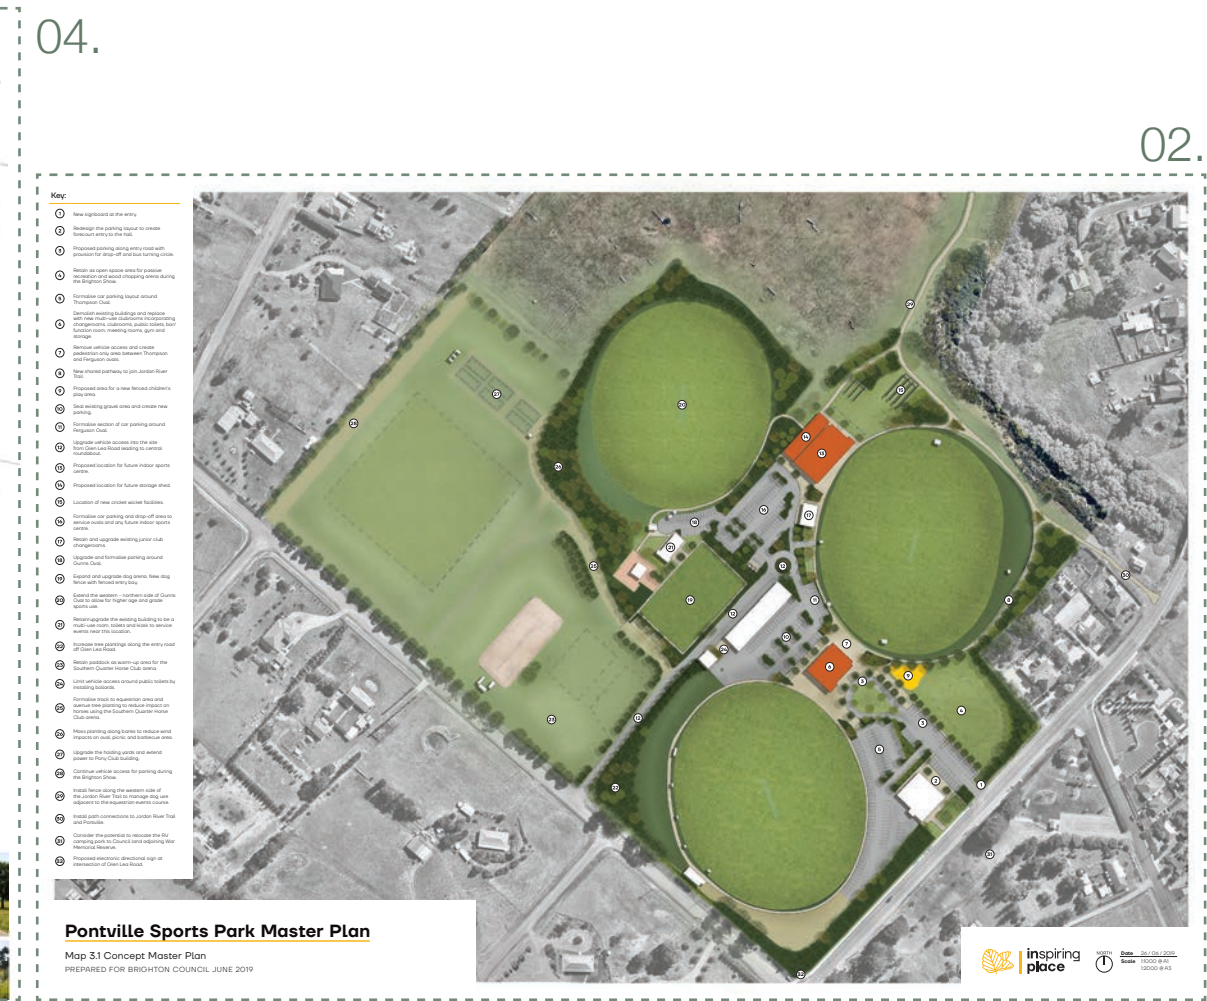 04.
02.
Key:
1 New signboard at the entry.
2 Redesign the parking layout to create
forecourt entry to the hall.
3 Proposed parking along entry road with
provision for drop-off and bus turning circle.
4 Retain as open space area for passive
recreation and wood chopping arena during
the Brighton Show.
5 Formalise car parking layout around
Thompson Oval.
6 Demolish existing buildings and replace
with new multi-use clubrooms incorporating
changerooms, clubrooms, public toilets, bar/
function room, meeting rooms, gym and
storage.
7 Remove vehicle access and create
pedestrian only area between Thompson
and Ferguson ovals.
8 New shared pathway to join Jordan River
Trail.
9 Proposed area for a new fenced children's
play area.
10 Seal existing gravel area and create new
parking.
11 Formalise section of car parking around
Ferguson Oval.
12 Upgrade vehicle access into the site
from Glen Lea Road leading to central
roundabout.
13 Proposed location for future indoor sports
centre.
14 Proposed location for future storage shed.
15 Location of new cricket wicket facilities.
16 Formalise car parking and drop-off area to
service ovals and any future indoor sports
centre.
17 Retain and upgrade existing junior club
changerooms.
18 Upgrade and formalise parking around
Gunns Oval.
19 Expand and upgrade dog arena. New dog
fence with fenced entry bay.
20 Extend the western - northern side of Gunns
Oval to allow for higher age and grade
sports use.
21 Retain/upgrade the existing building to be a
multi-use room, toilets and kiosk to service
events near this location.
22 Increase tree plantings along the entry road
off Glen Lea Road.
23 Retain paddock as warm-up area for the
Southern Quarter Horse Club arena.
24 Limit vehicle access around public toilets by
installing bollards.
25 Formalise track to equestrian area and
avenue tree planting to reduce impact on
horses using the Southern Quarter Horse
Club arena.
26 Mass planting along banks to reduce wind
impacts on oval, picnic and barbecue area.
27 Upgrade the holding yards and extend
power to Pony Club building.
28 Continue vehicle access for parking during
the Brighton Show.
29 Install fence along the western side of
the Jordan River Trail to manage dog use
adjacent to the equestrian events course.
30 Install path connections to Jordan River Trail
and Pontville.
31 Consider the potential to relocate the RV
camping park to Council land adjoining War
Memorial Reserve.
32 Proposed electronic directional sign at
intersection of Glen Lea Road.
Pontville Sports Park Master Plan
Map 3.1 Concept Master Plan
PREPARED FOR BRIGHTON COUNCIL JUNE 2019
inspiring
place
NORTH
Date 26 / 06 / 2019
Scale 1:1000 @ A1
1:2000 @ A3